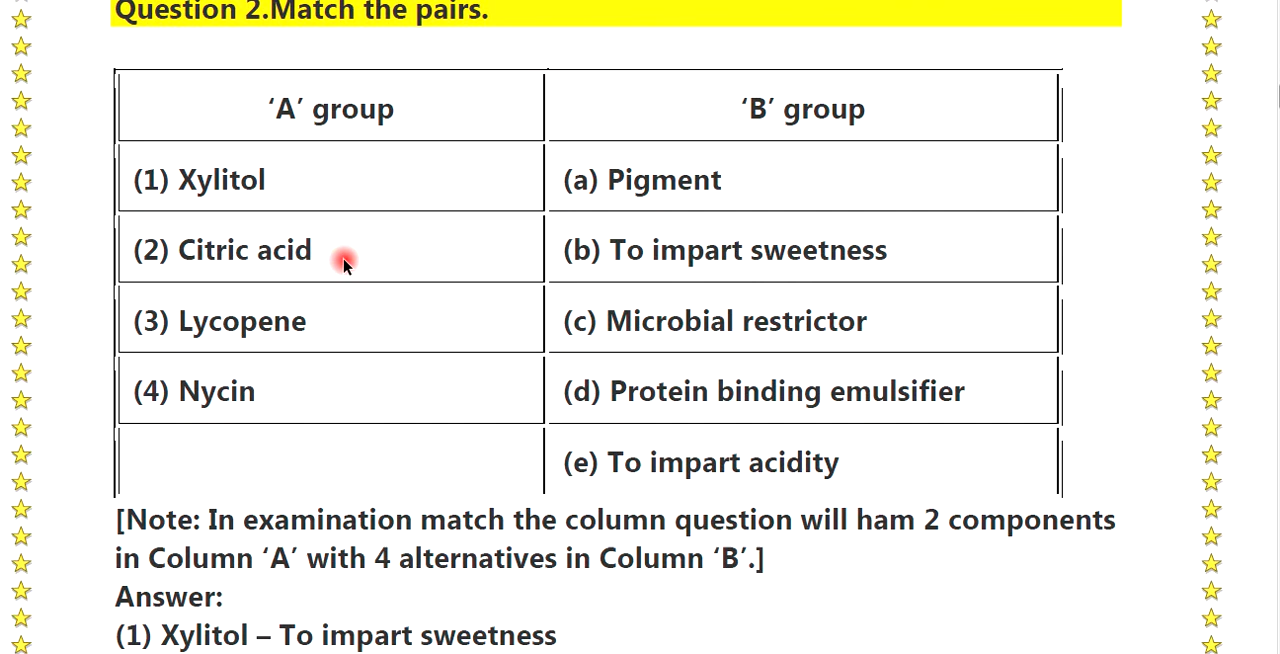 Question 2.Match the pairs.
‘A’ group ‘B’ group
(1) Xylitol (a) Pigment
(2) Citric acid (b) To impart sweetness
(3) Lycopene (c) Microbial restrictor
(4) Nycin (d) Protein binding emulsifier
(e) To impart acidity
[Note: In examination match the column question will ham 2 components
in Column ‘A’ with 4 alternatives in Column ‘B’.]
Answer:
(1) Xylitol – To impart sweetness